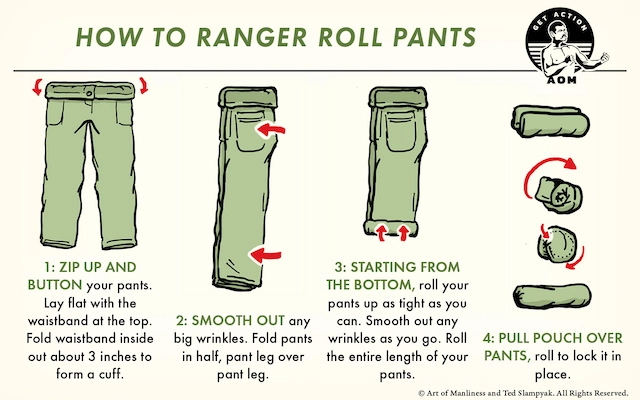 HOW TO RANGER ROLL PANTS
GET ACTION
AOM
1: ZIP UP AND
BUTTON your pants.
Lay flat with the
waistband at the top.
Fold waistband inside
out about 3 inches to
form a cuff.
2: SMOOTH OUT any
big wrinkles. Fold pants
in half, pant leg over
pant leg.
3: STARTING FROM
THE BOTTOM, roll your
pants up as tight as you
can. Smooth out any
wrinkles as you go. Roll
the entire length of your
pants.
4: PULL POUCH OVER
PANTS, roll to lock it in
place.
© Art of Manliness and Ted Slampyak. All Rights Reserved.